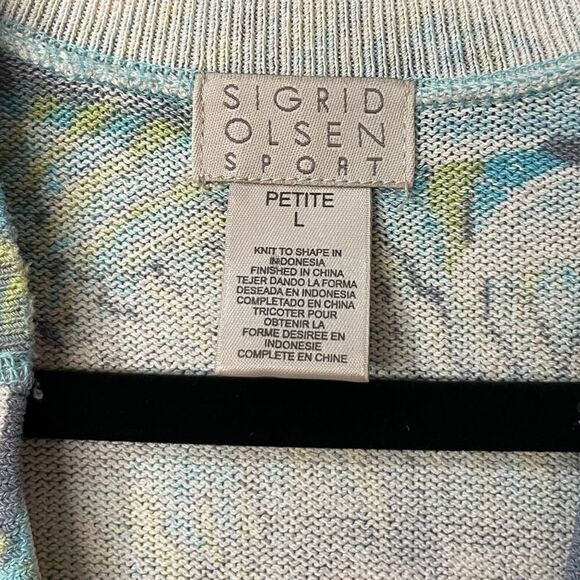 SIGRID
OLSEN
SPORT
PETITE
L
KNIT TO SHAPE IN
INDONESIA
FINISHED IN CHINA
TEJER DANDO LA FORMA
DESEADA EN INDONESIA
COMPLETADO EN CHINA
TRICOTER POUR
OBTENIR LA
FORME DESIREE EN
INDONESIE
COMPLETE EN CHINE